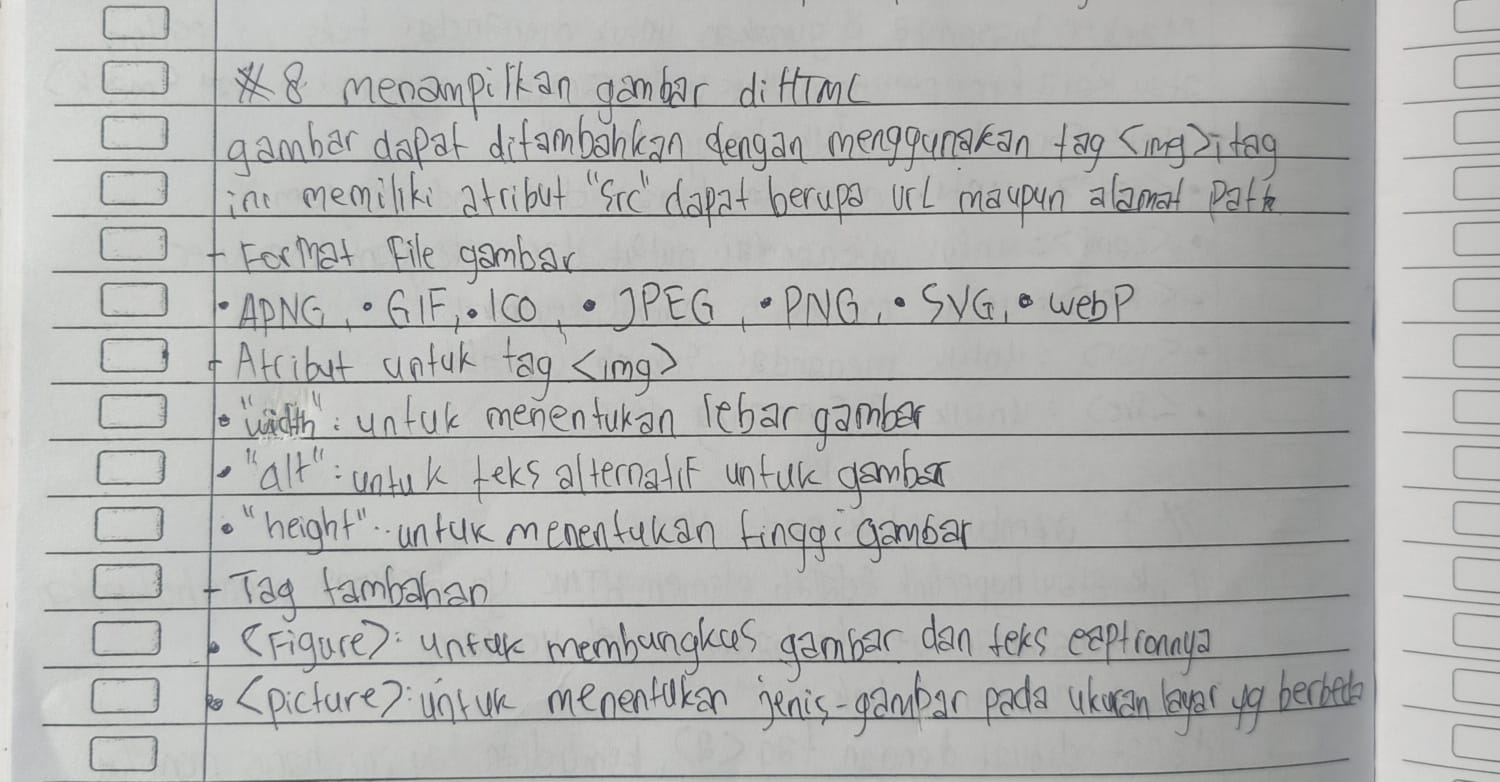 # 8 menampilkan gambar di HTML
gambar dapat ditambahkan dengan menggunakan tag <img>; tag
ini memiliki atribut "src" dapat berupa url maupun alamat Path
+ Format File gambar
• APNG, • GIF, • ICO, • JPEG, • PNG, • SVG, • webP
+ Atribut untuk tag <img>
• "width": untuk menentukan lebar gambar
• "alt": untuk teks alternatif untuk gambar
• "height": untuk menentukan tinggi gambar
+ Tag tambahan
• <Figure>: untuk membungkus gambar dan teks captionnya
• <picture>: untuk menentukan jenis-gambar pada ukuran layar yg berbeda